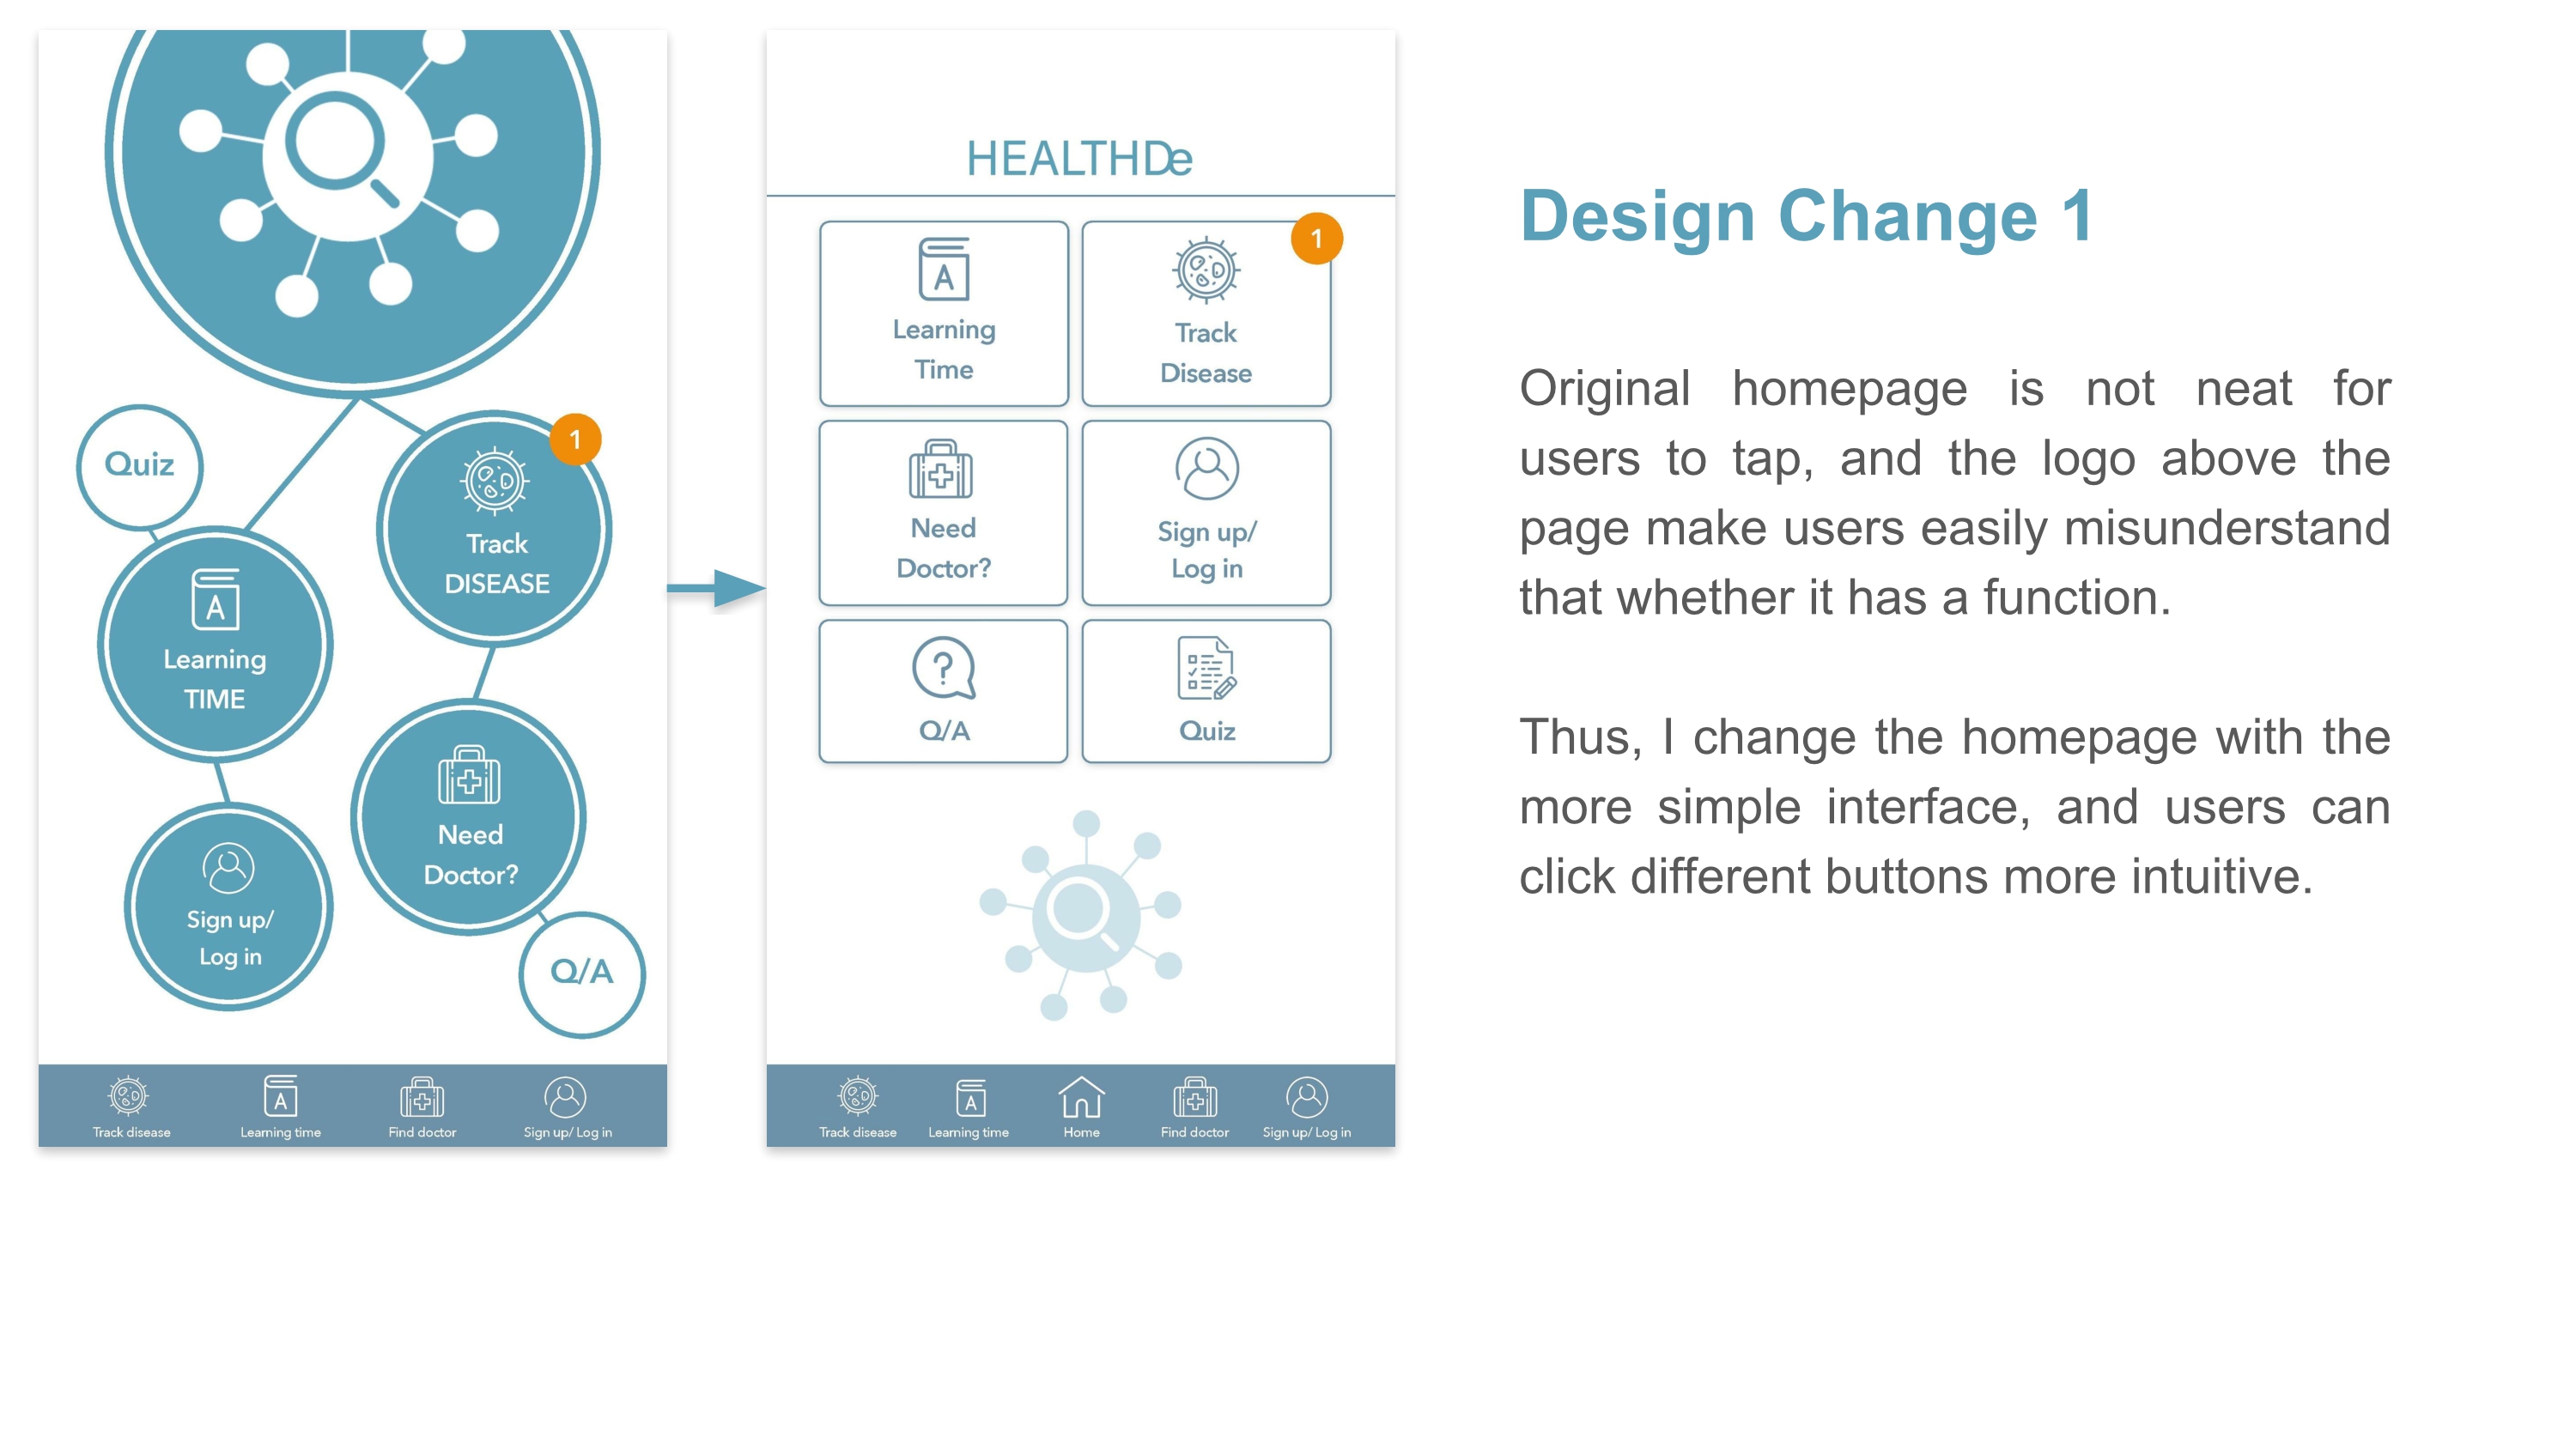 Quiz
1
Track
DISEASE
A
Learning
TIME
Need
Doctor?
Sign up/
Log in
Q/A
Track disease
A
Learning time
Find doctor
Sign up/ Log in
HEALTHDe
A
Learning
Time
1
Track
Disease
Need
Doctor?
Sign up/
Log in
?
Q/A
Quiz
Track disease
A
Learning time
Home
Find doctor
Sign up/ Log in
Design Change 1
Original homepage is not neat for
users to tap, and the logo above the
page make users easily misunderstand
that whether it has a function.
Thus, I change the homepage with the
more simple interface, and users can
click different buttons more intuitive.